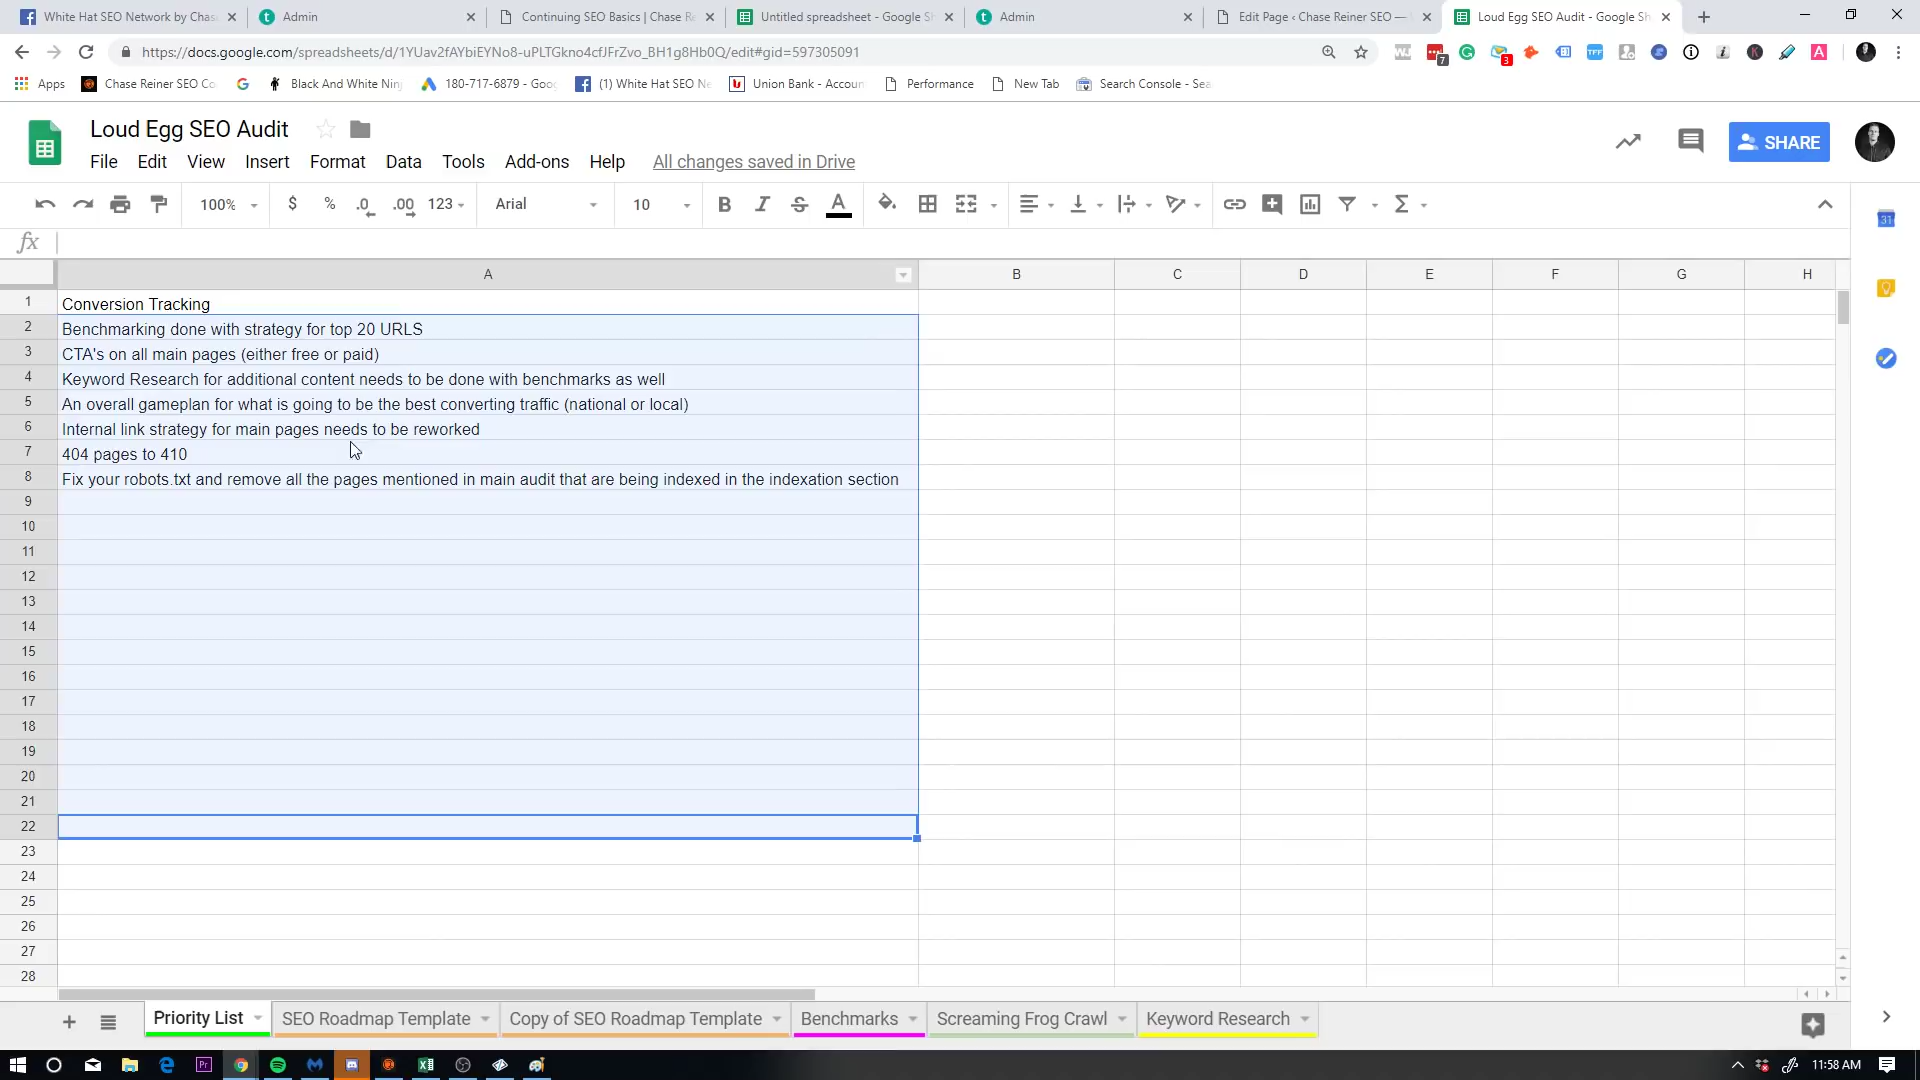 White Hat SEO Network by Chas
Admin
Continuing SEO Basics | Chase Re
Untitled spreadsheet - Google Sh
Admin
Edit Page ‹ Chase Reiner SEO —
Loud Egg SEO Audit - Google Sh
https://docs.google.com/spreadsheets/d/1YUav2fAYbiEYNo8-uPLTGkno4cfJFrZvo_BH1g8Hb0Q/edit#gid=597305091
Apps
Chase Reiner SEO Co
Black And White Nin
180-717-6879 - Goog
(1) White Hat SEO Ne
Union Bank - Accoun
Performance
New Tab
Search Console - Sea
Loud Egg SEO Audit
File Edit View Insert Format Data Tools Add-ons Help All changes saved in Drive
SHARE
100% $ % .0 .00 123 Arial 10 B I S A
fx
A B C D E F G H
1 Conversion Tracking
2 Benchmarking done with strategy for top 20 URLS
3 CTA's on all main pages (either free or paid)
4 Keyword Research for additional content needs to be done with benchmarks as well
5 An overall gameplan for what is going to be the best converting traffic (national or local)
6 Internal link strategy for main pages needs to be reworked
7 404 pages to 410
8 Fix your robots.txt and remove all the pages mentioned in main audit that are being indexed in the indexation section
9
10
11
12
13
14
15
16
17
18
19
20
21
22
23
24
25
26
27
28
Priority List
SEO Roadmap Template
Copy of SEO Roadmap Template
Benchmarks
Screaming Frog Crawl
Keyword Research
11:58 AM